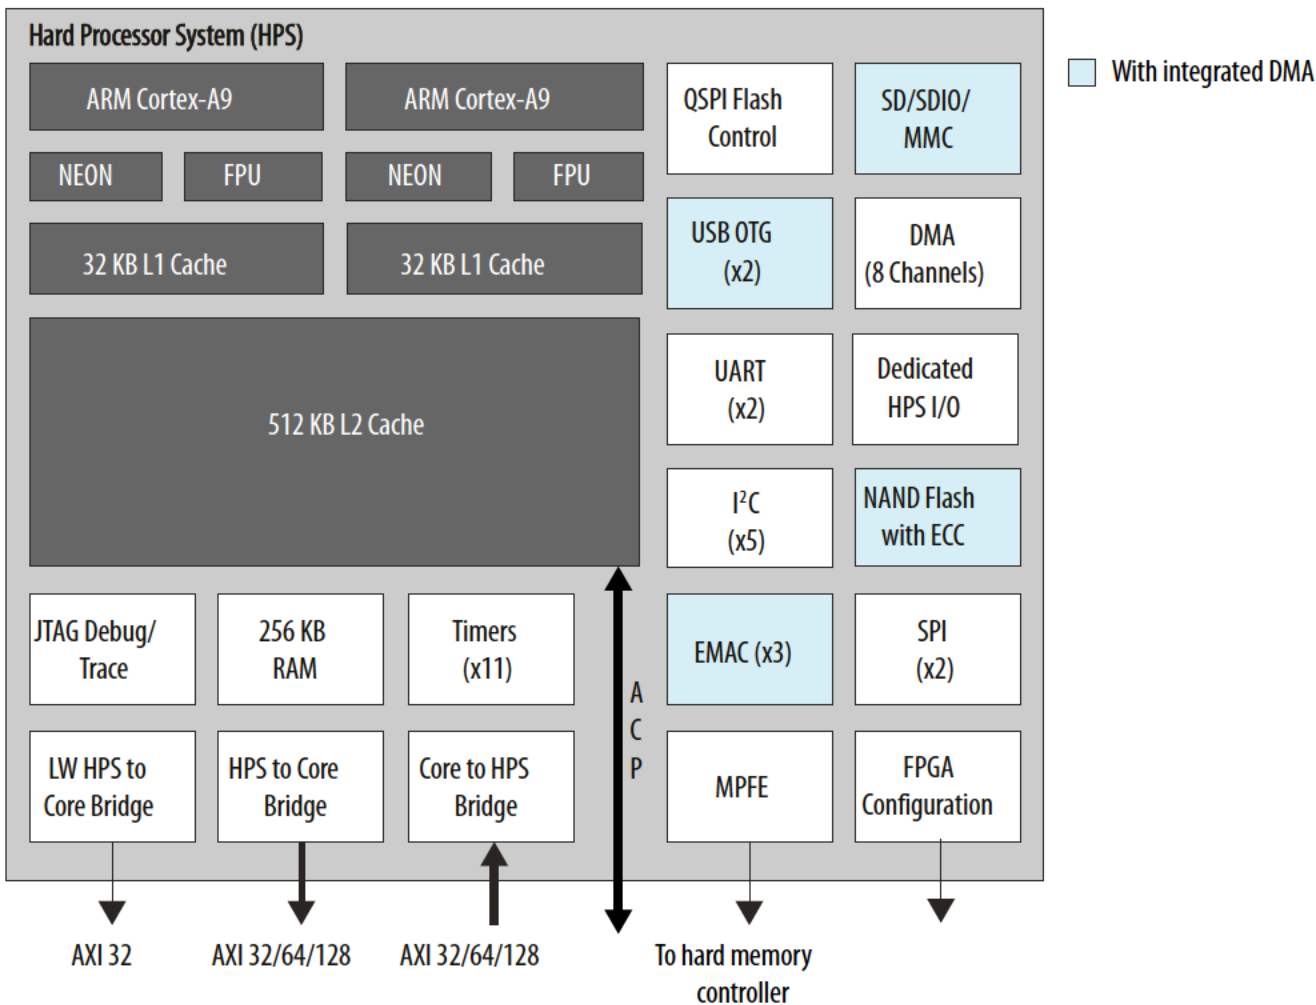 Hard Processor System (HPS)
With integrated DMA
ARM Cortex-A9
ARM Cortex-A9
QSPI Flash
Control
SD/SDIO/
MMC
NEON
FPU
NEON
FPU
32 KB L1 Cache
32 KB L1 Cache
USB OTG
(x2)
DMA
(8 Channels)
512 KB L2 Cache
UART
(x2)
Dedicated
HPS I/O
I²C
(x5)
NAND Flash
with ECC
JTAG Debug/
Trace
256 KB
RAM
Timers
(x11)
A
C
P
EMAC (x3)
SPI
(x2)
LW HPS to
Core Bridge
HPS to Core
Bridge
Core to HPS
Bridge
MPFE
FPGA
Configuration
AXI 32
AXI 32/64/128
AXI 32/64/128
To hard memory
controller